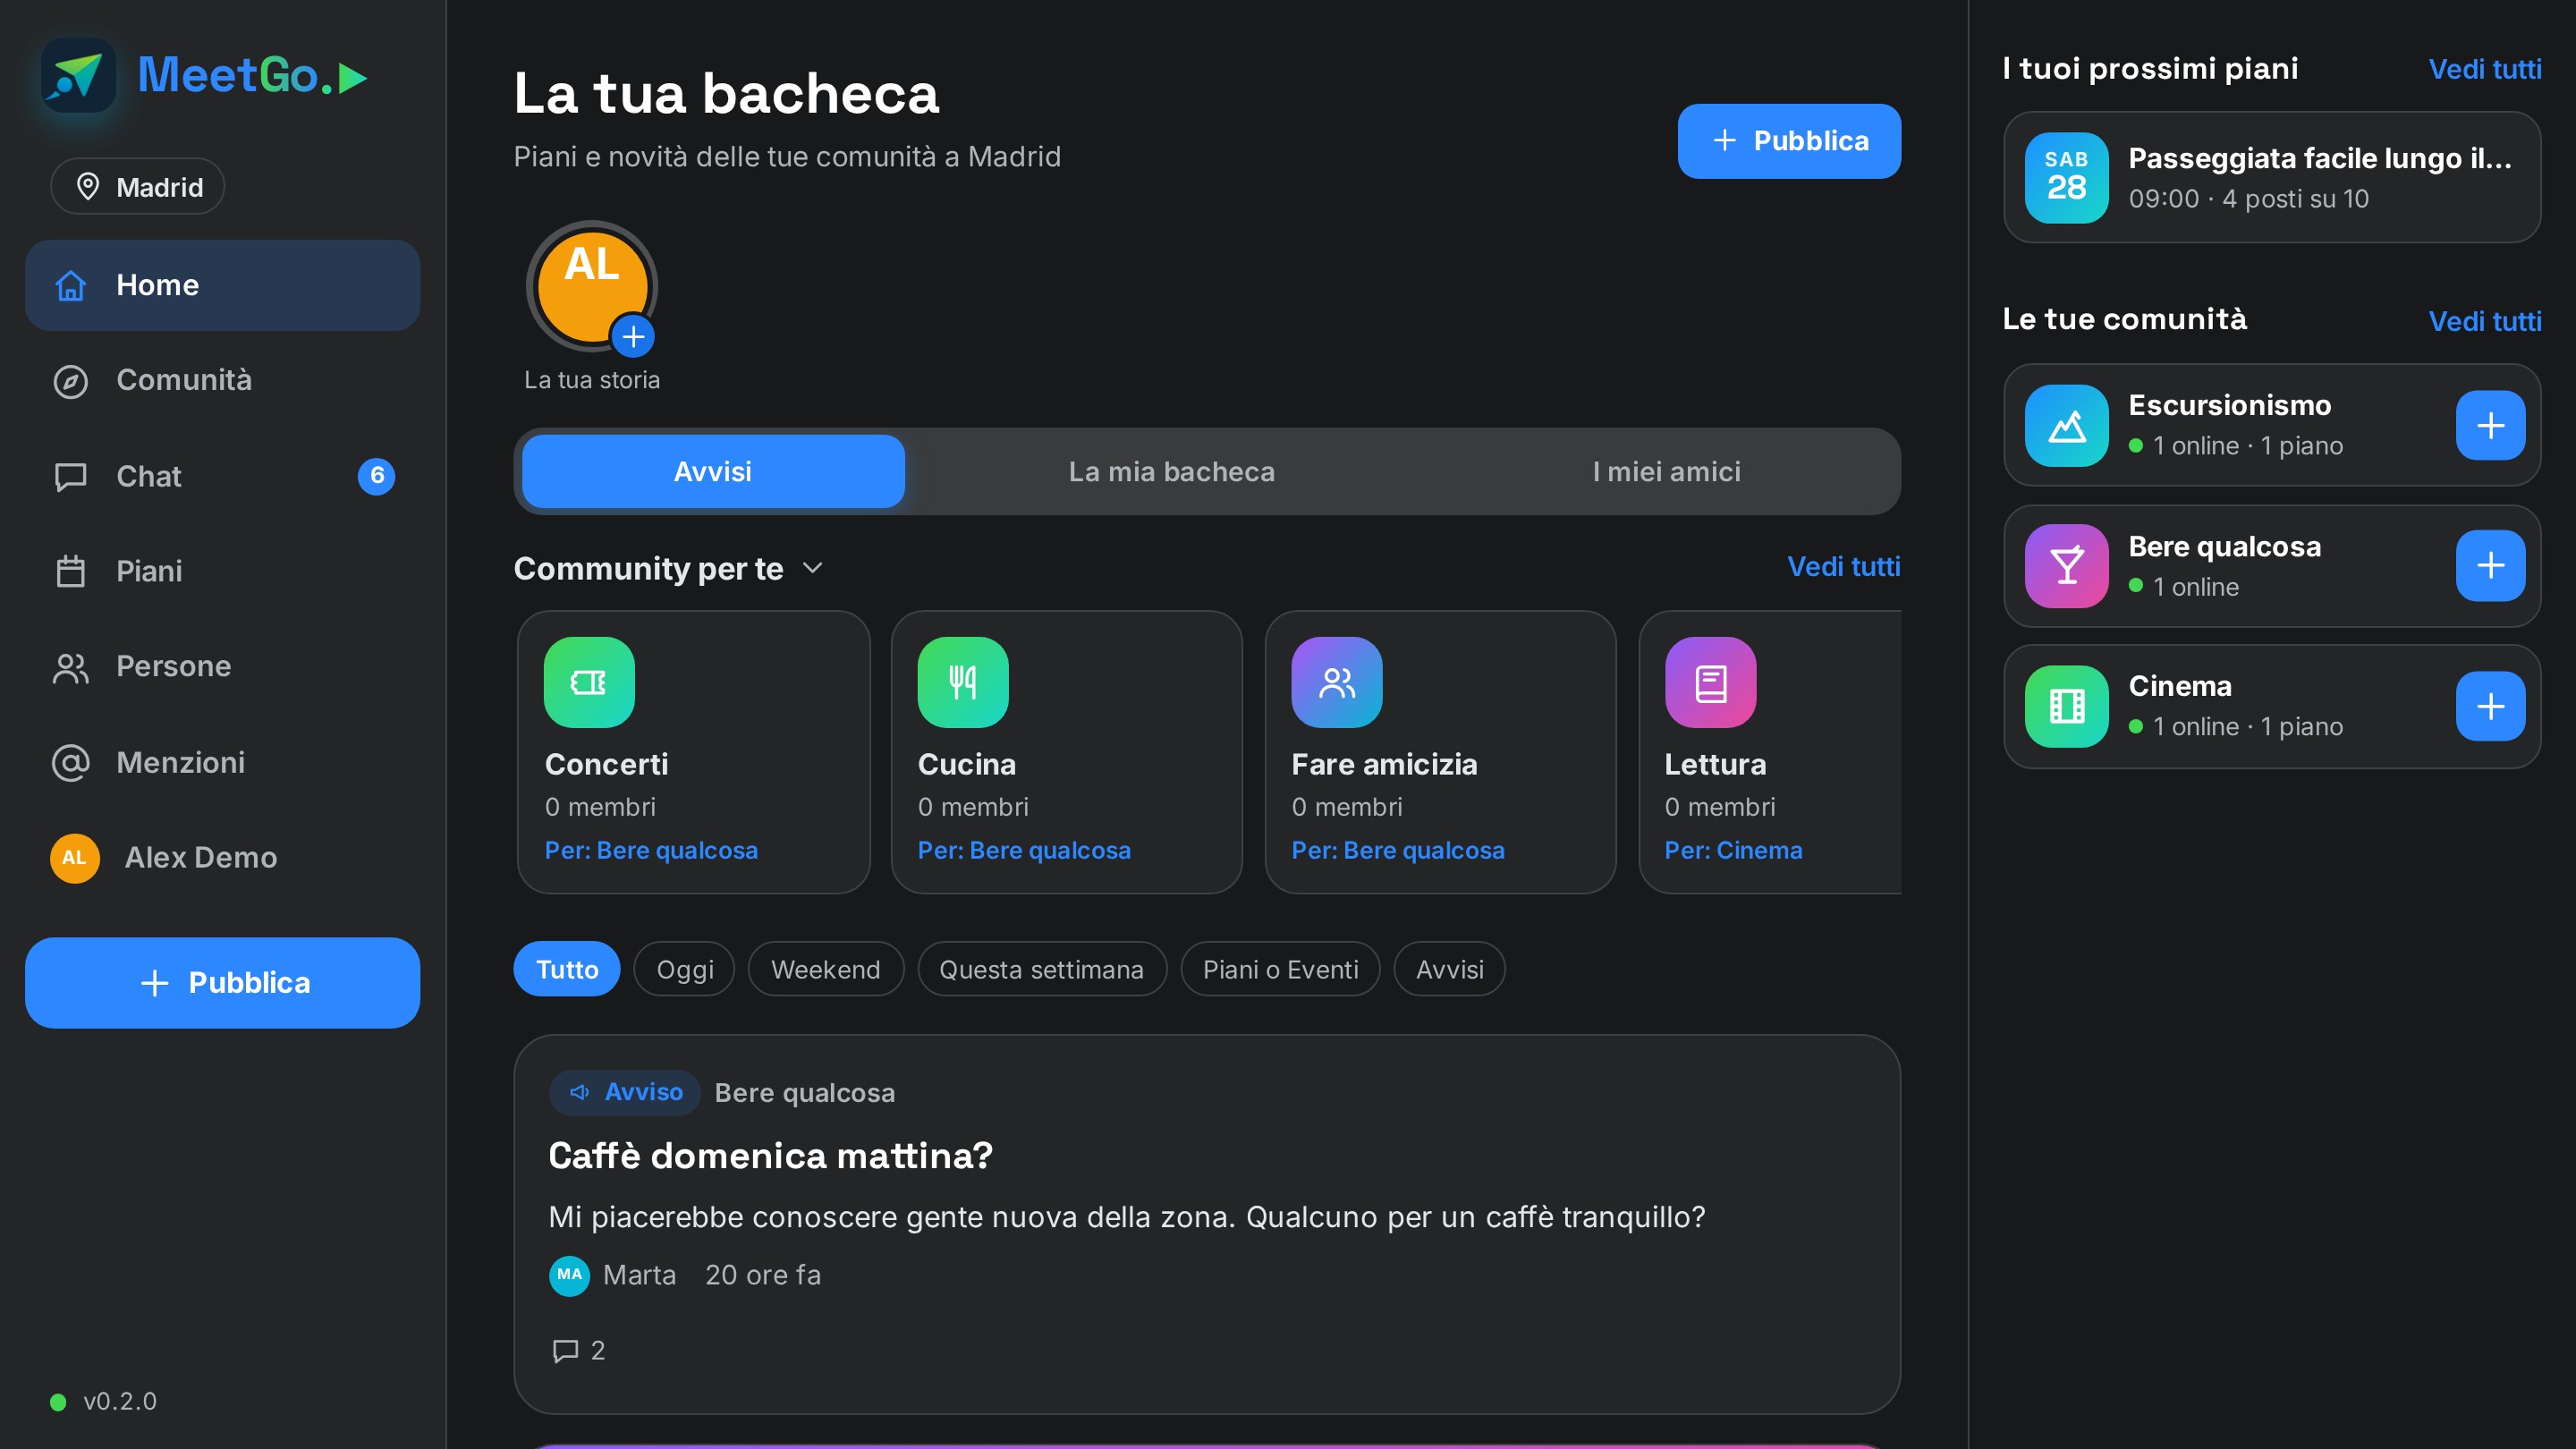 MeetGo.
Madrid
Home
Comunità
Chat
6
Piani
Persone
Menzioni
AL
Alex Demo
Pubblica
v0.2.0
La tua bacheca
Piani e novità delle tue comunità a Madrid
Pubblica
AL
La tua storia
Avvisi
La mia bacheca
I miei amici
Community per te
Vedi tutti
Concerti
0 membri
Per: Bere qualcosa
Cucina
0 membri
Per: Bere qualcosa
Fare amicizia
0 membri
Per: Bere qualcosa
Lettura
0 membri
Per: Cinema
Tutto
Oggi
Weekend
Questa settimana
Piani o Eventi
Avvisi
Avviso
Bere qualcosa
Caffè domenica mattina?
Mi piacerebbe conoscere gente nuova della zona. Qualcuno per un caffè tranquillo?
MA
Marta
20 ore fa
2
I tuoi prossimi piani
Vedi tutti
SAB
28
Passeggiata facile lungo il...
09:00 · 4 posti su 10
Le tue comunità
Vedi tutti
Escursionismo
1 online · 1 piano
Bere qualcosa
1 online
Cinema
1 online · 1 piano